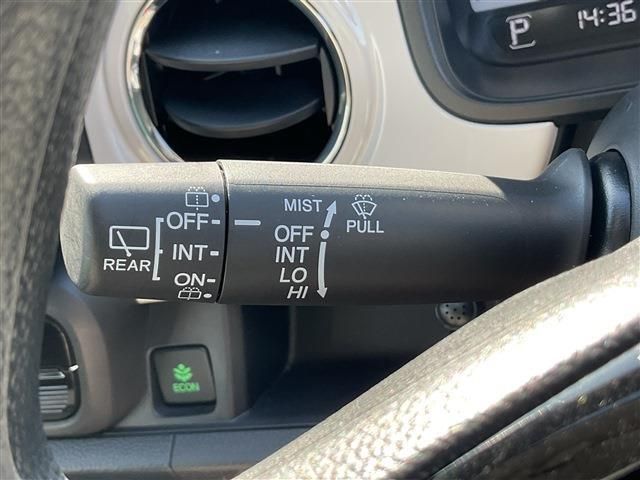 P 14:36
MIST
OFF
INT
LO
HI
PULL
OFF
INT
ON
REAR
ECON